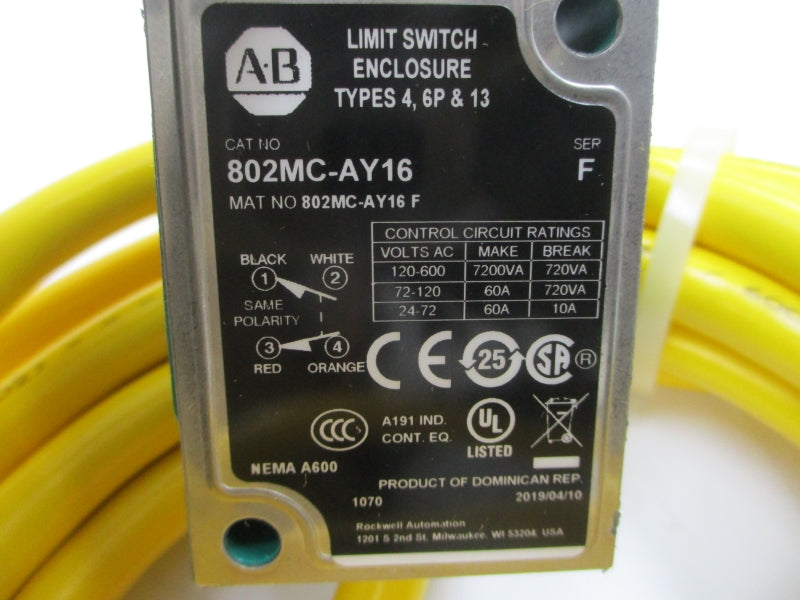 A·B
LIMIT SWITCH
ENCLOSURE
TYPES 4, 6P & 13
CAT NO
SER
802MC-AY16
F
MAT NO 802MC-AY16 F
CONTROL CIRCUIT RATINGS
VOLTS AC MAKE BREAK
120-600 7200VA 720VA
72-120 60A 720VA
24-72 60A 10A
BLACK WHITE
1 2
SAME
POLARITY
3 4
RED ORANGE
CE 25 SA ®
CCC
A191 IND.
CONT. EQ.
UL
LISTED
NEMA A600
PRODUCT OF DOMINICAN REP.
1070 2019/04/10
Rockwell Automation
1201 S 2nd St. Milwaukee, WI 53204, USA